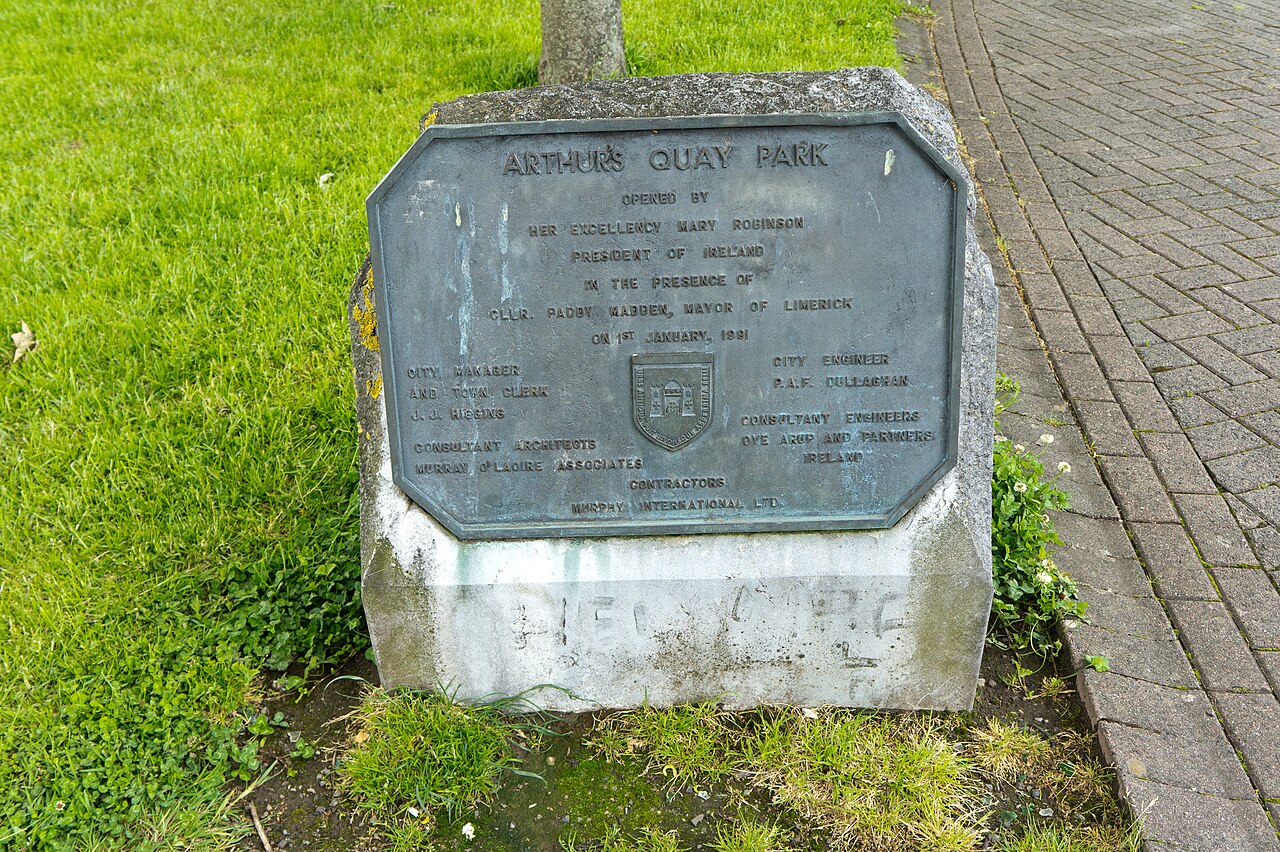 ARTHUR'S QUAY PARK
OPENED BY
HER EXCELLENCY MARY ROBINSON
PRESIDENT OF IRELAND
IN THE PRESENCE OF
CLLR. PADDY MADDEN, MAYOR OF LIMERICK
ON 1ST JANUARY, 1991
CITY MANAGER
AND TOWN CLERK
J. J. HIGGINS
CITY ENGINEER
P.A.F. DULLAGHAN
CONSULTANT ARCHITECTS
MURRAY O'LAOIRE ASSOCIATES
CONSULTANT ENGINEERS
OVE ARUP AND PARTNERS
IRELAND
CONTRACTORS
MURPHY INTERNATIONAL LTD